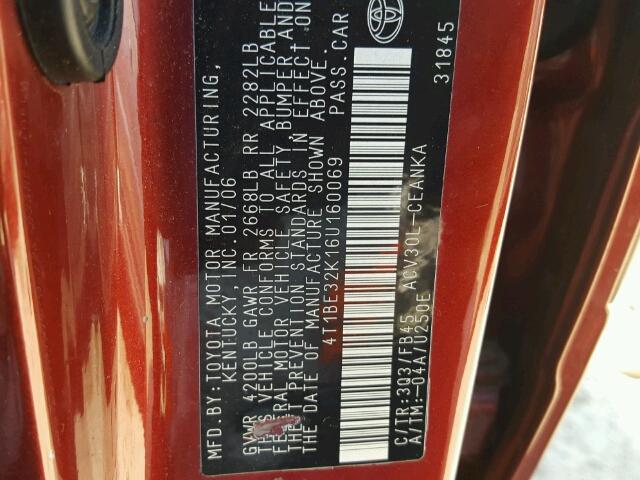 MFD.BY:TOYOTA MOTOR MANUFACTURING,
KENTUCKY, INC. 01/06
GVWR 4200LB GAWR FR 2668LB RR 2282LB
THIS VEHICLE CONFORMS TO ALL APPLICABLE
FEDERAL MOTOR VEHICLE SAFETY, BUMPER, AND
THEFT PREVENTION STANDARDS IN EFFECT ON
THE DATE OF MANUFACTURE SHOWN ABOVE.
4T1BE32K16U160069 PASS.CAR
C/TR:3Q3/FB45 ACV30L-CEANKA
A/TM:-04A/U250E
31845